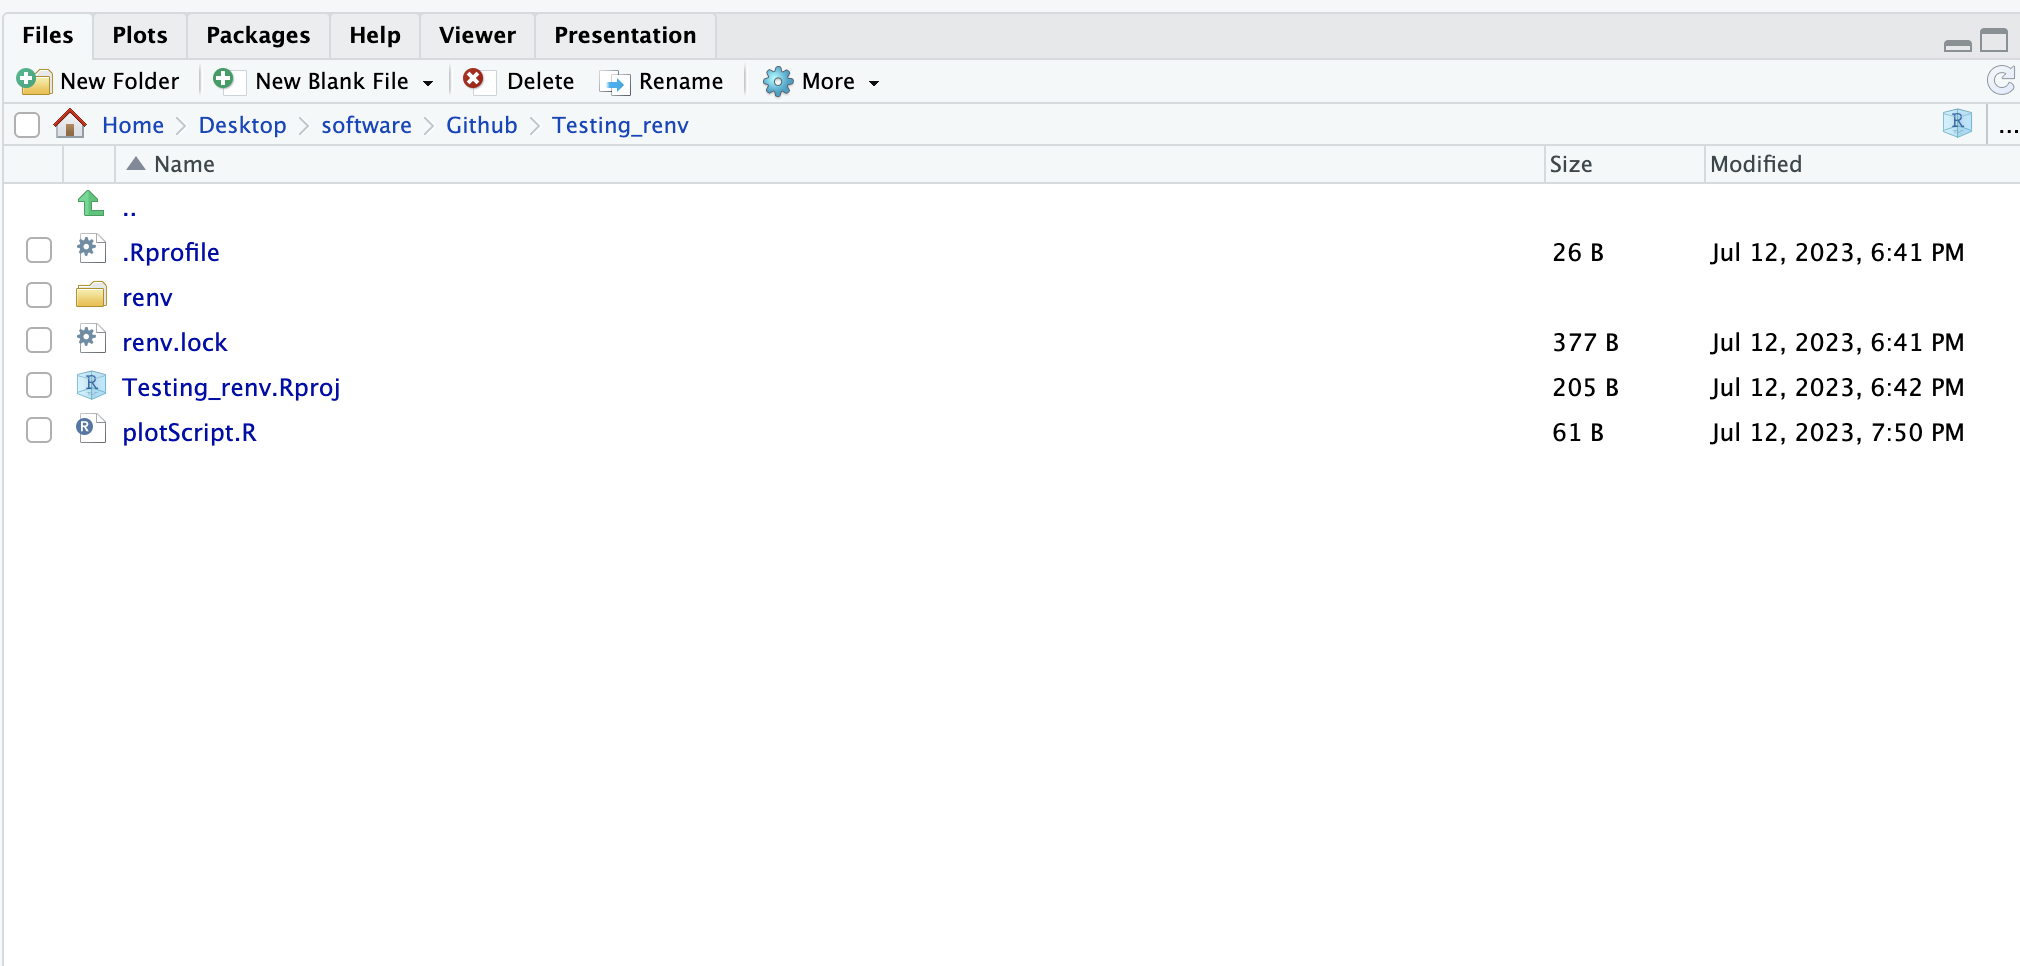 Files Plots Packages Help Viewer Presentation
New Folder New Blank File Delete Rename More
Home Desktop software Github Testing_renv R ...
Name Size Modified
..
.Rprofile 26 B Jul 12, 2023, 6:41 PM
renv
renv.lock 377 B Jul 12, 2023, 6:41 PM
R Testing_renv.Rproj 205 B Jul 12, 2023, 6:42 PM
R plotScript.R 61 B Jul 12, 2023, 7:50 PM